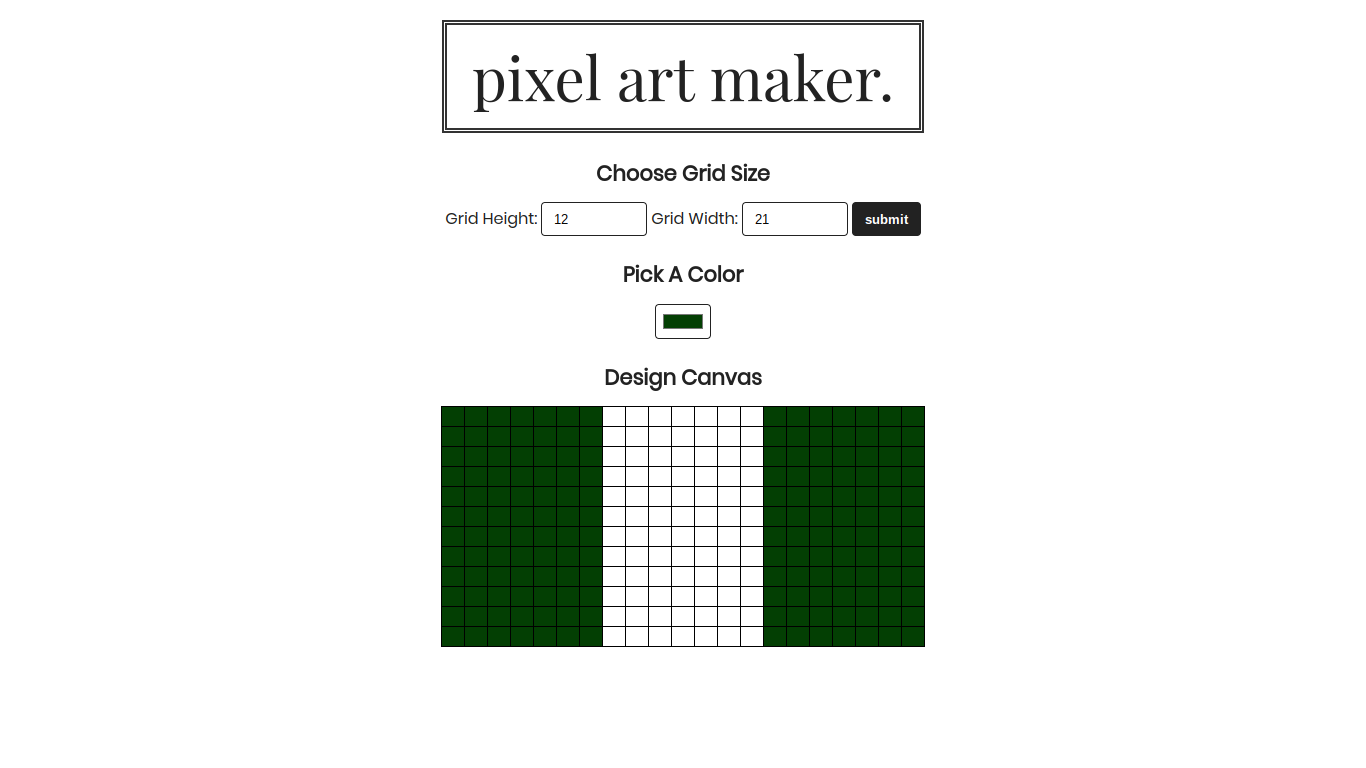 pixel art maker.
Choose Grid Size
Grid Height: 12 Grid Width: 21 submit
Pick A Color
Design Canvas